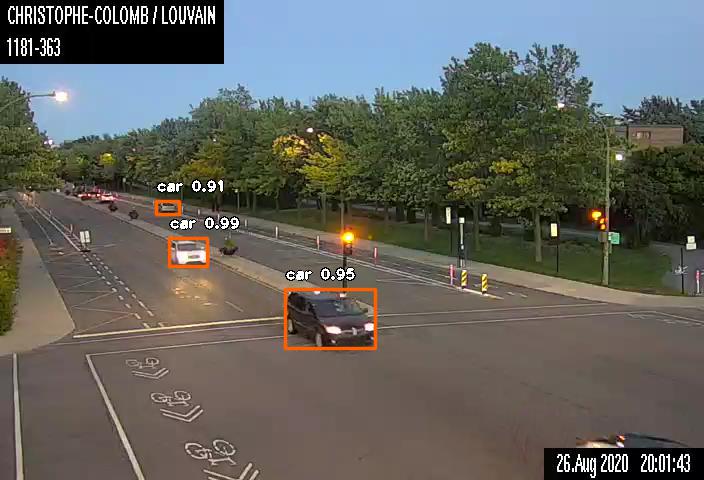 CHRISTOPHE-COLOMB / LOUVAIN
1181-363
car 0.91
car 0.99
car 0.95
26.Aug 2020 20:01:43